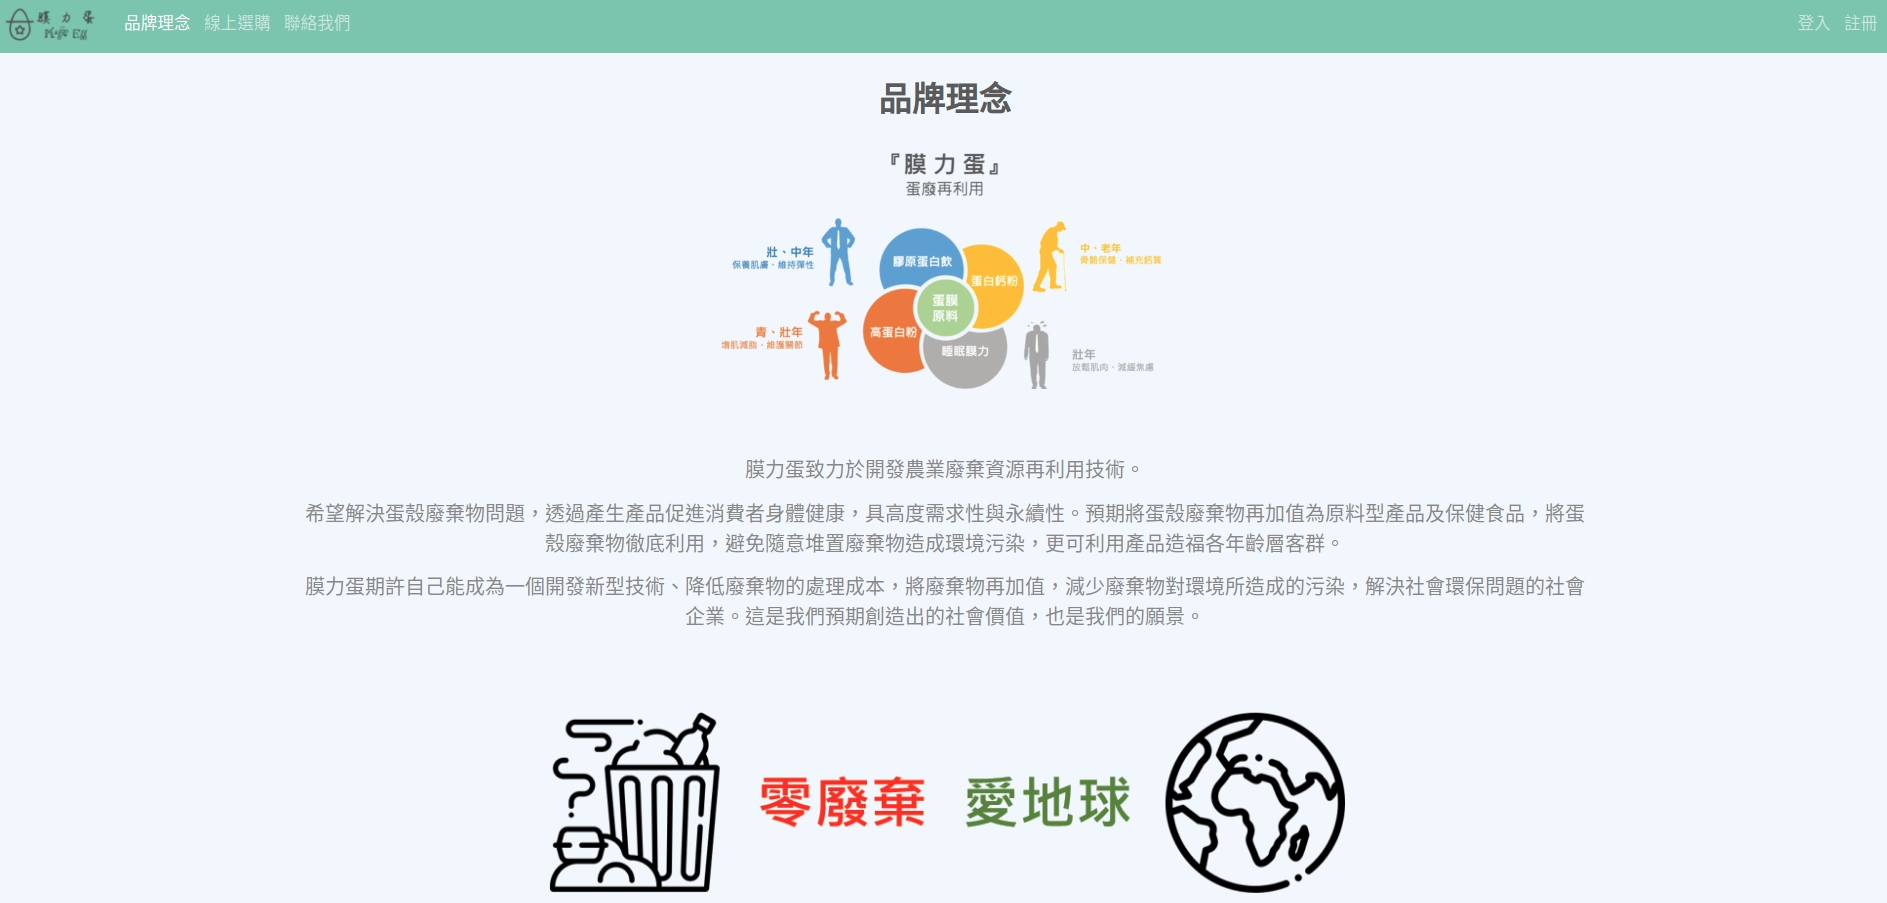 膜力蛋
品牌理念 線上選購 聯絡我們 登入 註冊
品牌理念
『膜力蛋』
蛋廢再利用
壯、中年
保養肌膚、維持彈性
膠原蛋白飲
中、老年
骨骼保健、補充鈣質
蛋白鈣粉
蛋膜
原料
青、壯年
增肌減脂、維護關節
高蛋白粉
睡眠膜力
壯年
放鬆肌肉、減緩焦慮
膜力蛋致力於開發農業廢棄資源再利用技術。
希望解決蛋殼廢棄物問題，透過產生產品促進消費者身體健康，具高度需求性與永續性。預期將蛋殼廢棄物再加值為原料型產品及保健食品，將蛋
殼廢棄物徹底利用，避免隨意堆置廢棄物造成環境污染，更可利用產品造福各年齡層客群。
膜力蛋期許自己能成為一個開發新型技術、降低廢棄物的處理成本，將廢棄物再加值，減少廢棄物對環境所造成的污染，解決社會環保問題的社會
企業。這是我們預期創造出的社會價值，也是我們的願景。
零廢棄 愛地球